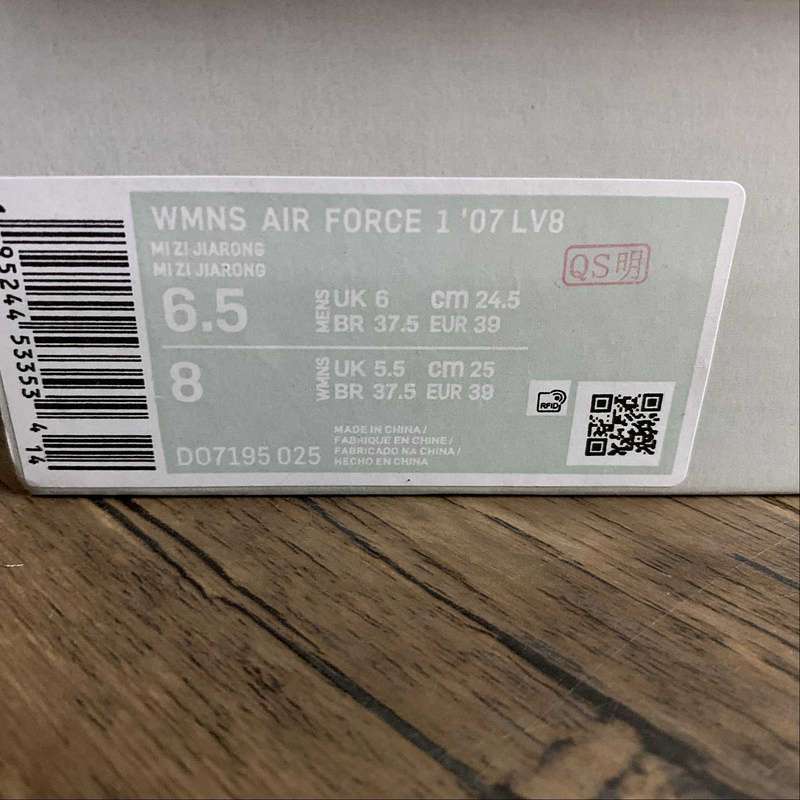 WMNS AIR FORCE 1 '07 LV8
MI ZI JIARONG
MI ZI JIARONG
QS明
6.5
MENS
UK 6 cm 24.5
BR 37.5 EUR 39
8
WMNS
UK 5.5 cm 25
BR 37.5 EUR 39
RFID
DO7195 025
MADE IN CHINA /
FABRIQUE EN CHINE /
FABRICADO NA CHINA /
HECHO EN CHINA
1 95244 53353 4 14